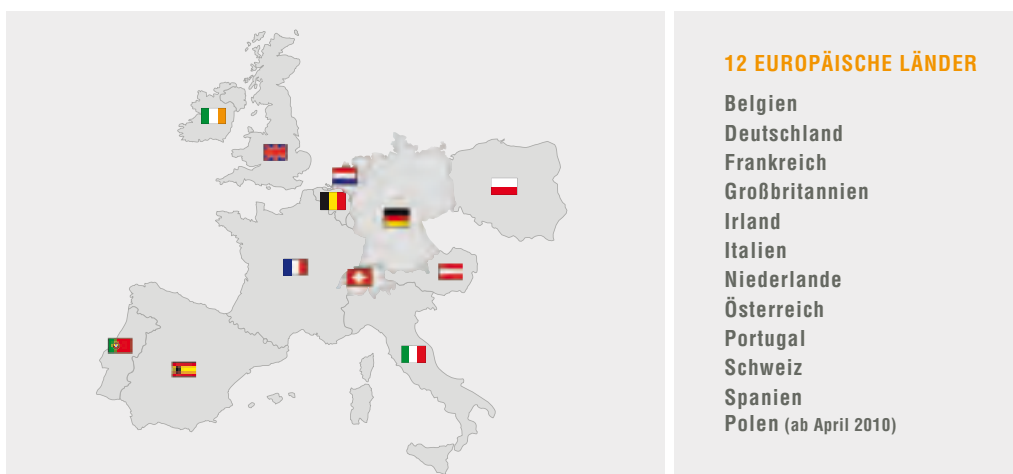 12 EUROPÄISCHE LÄNDER
Belgien
Deutschland
Frankreich
Großbritannien
Irland
Italien
Niederlande
Österreich
Portugal
Schweiz
Spanien
Polen (ab April 2010)